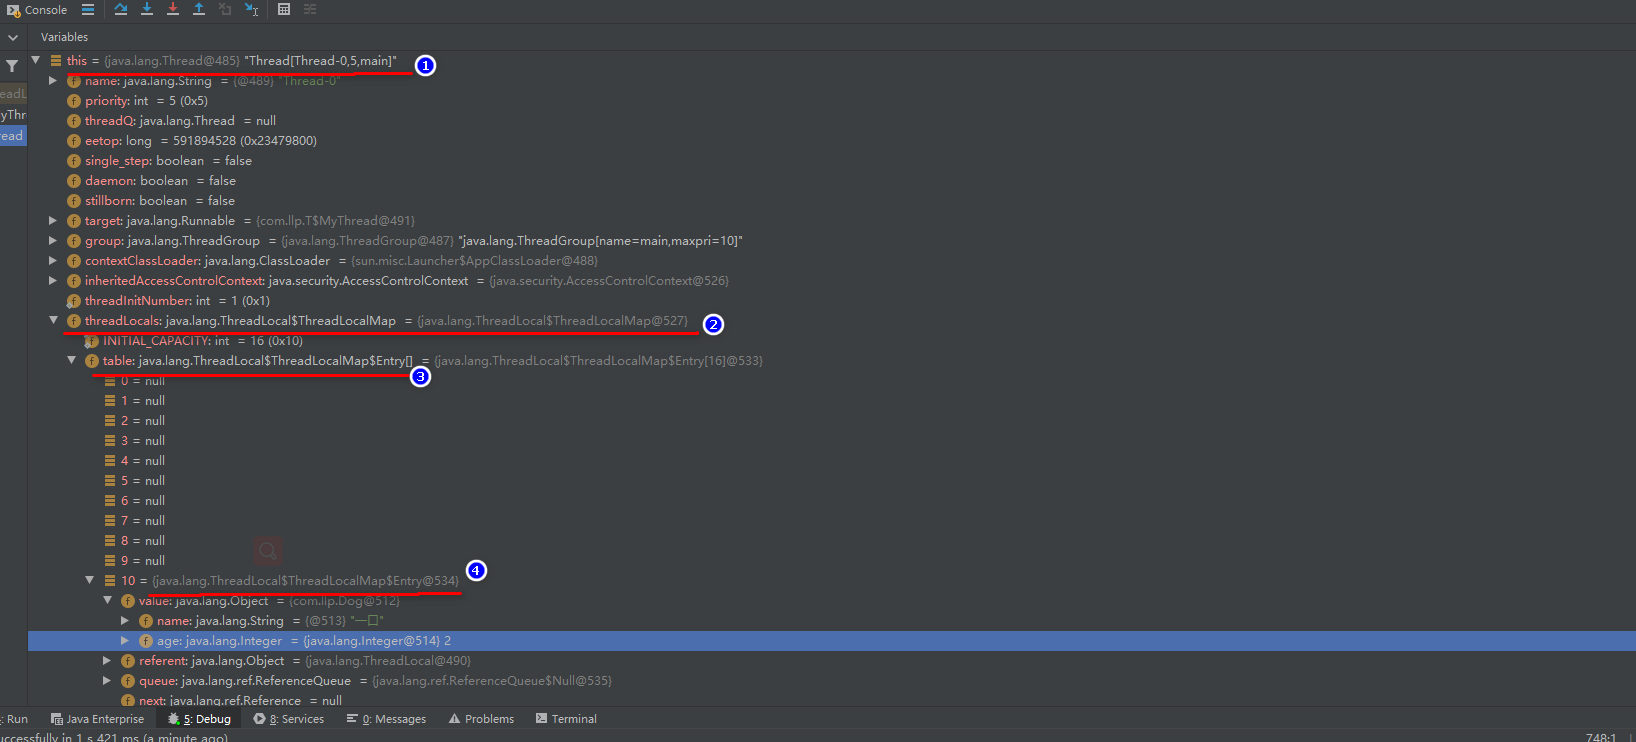 Console
Variables
this = {java.lang.Thread@485} "Thread[Thread-0,5,main]" 1
name: java.lang.String = {@489} "Thread-0"
eadL
priority: int = 5 (0x5)
yThr
threadQ: java.lang.Thread = null
read
eetop: long = 591894528 (0x23479800)
single_step: boolean = false
daemon: boolean = false
stillborn: boolean = false
target: java.lang.Runnable = {com.llp.T$MyThread@491}
group: java.lang.ThreadGroup = {java.lang.ThreadGroup@487} "java.lang.ThreadGroup[name=main,maxpri=10]"
contextClassLoader: java.lang.ClassLoader = {sun.misc.Launcher$AppClassLoader@488}
inheritedAccessControlContext: java.security.AccessControlContext = {java.security.AccessControlContext@526}
threadInitNumber: int = 1 (0x1)
threadLocals: java.lang.ThreadLocal$ThreadLocalMap = {java.lang.ThreadLocal$ThreadLocalMap@527} 2
INITIAL_CAPACITY: int = 16 (0x10)
table: java.lang.ThreadLocal$ThreadLocalMap$Entry[] = {java.lang.ThreadLocal$ThreadLocalMap$Entry[16]@533} 3
0 = null
1 = null
2 = null
3 = null
4 = null
5 = null
6 = null
7 = null
8 = null
9 = null
10 = {java.lang.ThreadLocal$ThreadLocalMap$Entry@534} 4
value: java.lang.Object = {com.llp.Dog@512}
name: java.lang.String = {@513} "一口"
age: java.lang.Integer = {java.lang.Integer@514} 2
referent: java.lang.Object = {java.lang.ThreadLocal@490}
queue: java.lang.ref.ReferenceQueue = {java.lang.ref.ReferenceQueue$Null@535}
next: java.lang.ref.Reference = null
: Run Java Enterprise 5: Debug 8: Services 0: Messages Problems Terminal
uccessfully in 1 s 421 ms (a minute ago) 748:1